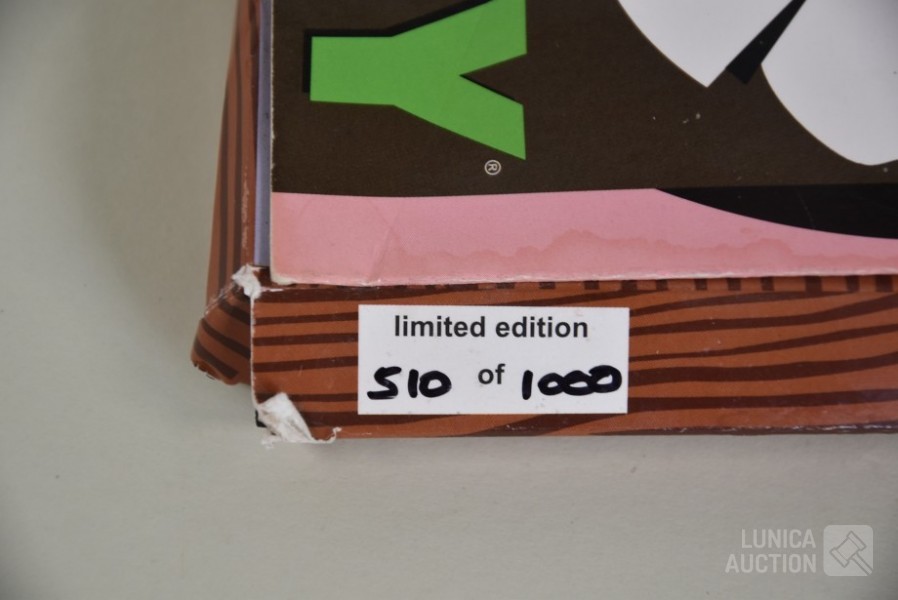 Y
®
limited edition
510 of 1000
LUNICA
AUCTION